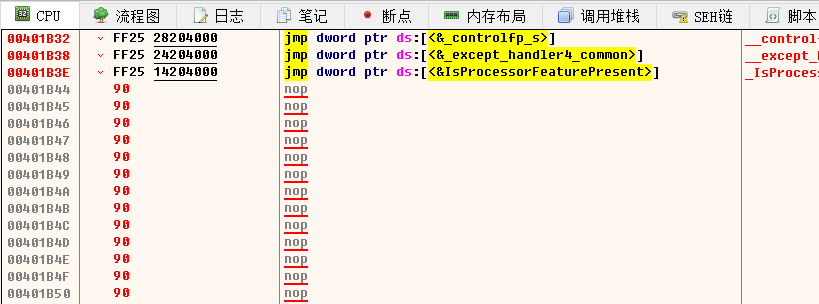 CPU 流程图 日志 笔记 断点 内存布局 调用堆栈 SEH链 脚本
00401B32 FF25 28204000 jmp dword ptr ds:[<&_controlfp_s>] __control
00401B38 FF25 24204000 jmp dword ptr ds:[<&_except_handler4_common>] __except_h
00401B3E FF25 14204000 jmp dword ptr ds:[<&IsProcessorFeaturePresent>] _IsProces
00401B44 90 nop
00401B45 90 nop
00401B46 90 nop
00401B47 90 nop
00401B48 90 nop
00401B49 90 nop
00401B4A 90 nop
00401B4B 90 nop
00401B4C 90 nop
00401B4D 90 nop
00401B4E 90 nop
00401B4F 90 nop
00401B50 90 nop